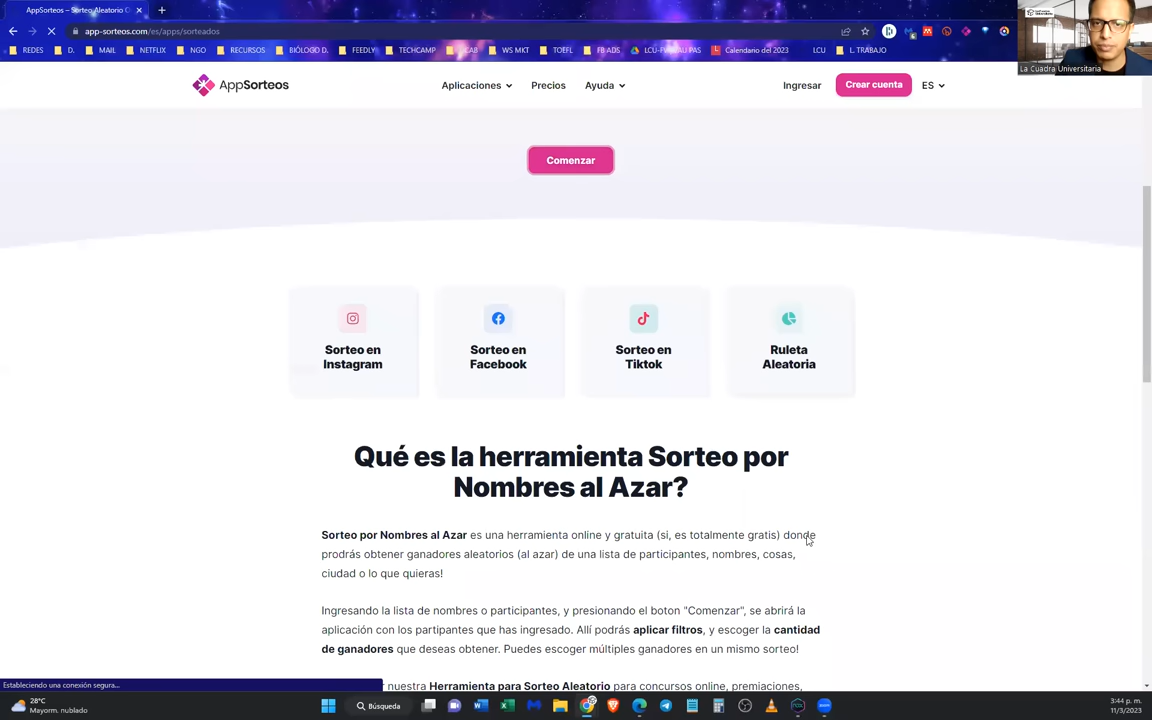 AppSorteos – Sorteo Aleatorio
app-sorteos.com/es/apps/sorteados
REDES
D.
MAIL
NETFLIX
NGO
RECURSOS
BIÓLOGO D.
FEEDLY
TECHCAMP
WS MKT
TOEFL
FB ADS
Calendario del 2023
LCU
L. TRABAJO
La Cuadra Universitaria
AppSorteos
Aplicaciones
Precios
Ayuda
Ingresar
Crear cuenta
ES
Comenzar
Sorteo en
Instagram
Sorteo en
Facebook
Sorteo en
Tiktok
Ruleta
Aleatoria
Qué es la herramienta Sorteo por
Nombres al Azar?
Sorteo por Nombres al Azar es una herramienta online y gratuita (si, es totalmente gratis) donde
prodrás obtener ganadores aleatorios (al azar) de una lista de participantes, nombres, cosas,
ciudad o lo que quieras!
Ingresando la lista de nombres o participantes, y presionando el boton "Comenzar", se abrirá la
aplicación con los partipantes que has ingresado. Allí podrás aplicar filtros, y escoger la cantidad
de ganadores que deseas obtener. Puedes escoger múltiples ganadores en un mismo sorteo!
nuestra Herramienta para Sorteo Aleatorio para concursos online, premiaciones,
Estableciendo una conexión segura...
28°C
Mayorm. nublado
Búsqueda
3:44 p. m.
11/3/2023